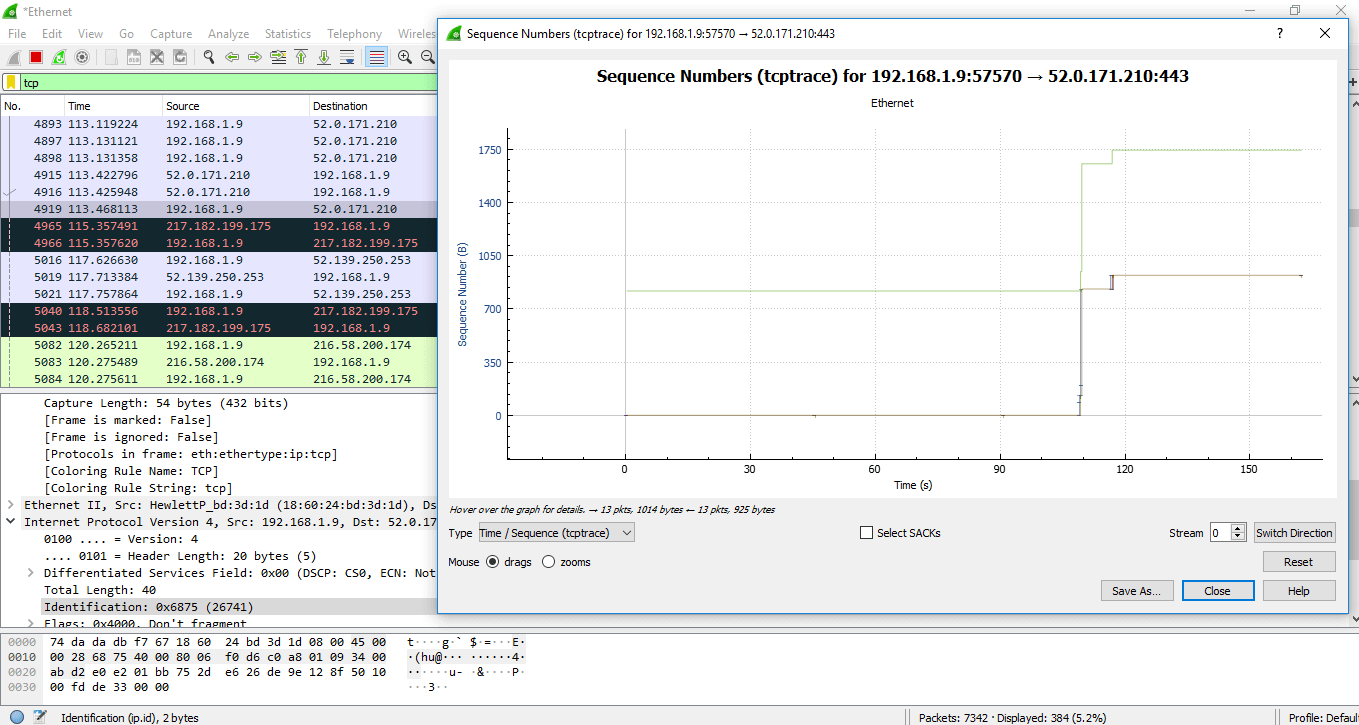 *Ethernet
File Edit View Go Capture Analyze Statistics Telephony Wireles
tcp
No. Time Source Destination
4893 113.119224 192.168.1.9 52.0.171.210
4897 113.131121 192.168.1.9 52.0.171.210
4898 113.131358 192.168.1.9 52.0.171.210
4915 113.422796 52.0.171.210 192.168.1.9
4916 113.425948 52.0.171.210 192.168.1.9
4919 113.468113 192.168.1.9 52.0.171.210
4965 115.357491 217.182.199.175 192.168.1.9
4966 115.357620 192.168.1.9 217.182.199.175
5016 117.626630 192.168.1.9 52.139.250.253
5019 117.713384 52.139.250.253 192.168.1.9
5021 117.757864 192.168.1.9 52.139.250.253
5040 118.513556 192.168.1.9 217.182.199.175
5043 118.682101 217.182.199.175 192.168.1.9
5082 120.265211 192.168.1.9 216.58.200.174
5083 120.275489 216.58.200.174 192.168.1.9
5084 120.275611 192.168.1.9 216.58.200.174
Capture Length: 54 bytes (432 bits)
[Frame is marked: False]
[Frame is ignored: False]
[Protocols in frame: eth:ethertype:ip:tcp]
[Coloring Rule Name: TCP]
[Coloring Rule String: tcp]
Ethernet II, Src: HewlettP_bd:3d:1d (18:60:24:bd:3d:1d), Ds
Internet Protocol Version 4, Src: 192.168.1.9, Dst: 52.0.17
0100 .... = Version: 4
.... 0101 = Header Length: 20 bytes (5)
Differentiated Services Field: 0x00 (DSCP: CS0, ECN: Not
Total Length: 40
Identification: 0x6875 (26741)
Flags: 0x4000, Don't fragment
0000 74 da da db f7 67 18 60 24 bd 3d 1d 08 00 45 00 t····g·` $·=···E·
0010 00 28 68 75 40 00 80 06 f0 d6 c0 a8 01 09 34 00 ·(hu@··· ······4·
0020 ab d2 e0 e2 01 bb 75 2d e6 26 de 9e 12 8f 50 10 ······u- ·&····P·
0030 00 fd de 33 00 00 ···3··
Identification (ip.id), 2 bytes
Packets: 7342 · Displayed: 384 (5.2%)
Profile: Defaul
Sequence Numbers (tcptrace) for 192.168.1.9:57570 → 52.0.171.210:443
?
Sequence Numbers (tcptrace) for 192.168.1.9:57570 → 52.0.171.210:443
Ethernet
Sequence Number (B)
1750
1400
1050
700
350
0
0 30 60 90 120 150
Time (s)
Hover over the graph for details. → 13 pkts, 1014 bytes ← 13 pkts, 925 bytes
Type Time / Sequence (tcptrace) Select SACKs Stream 0 Switch Direction
Mouse drags zooms Reset
Save As... Close Help